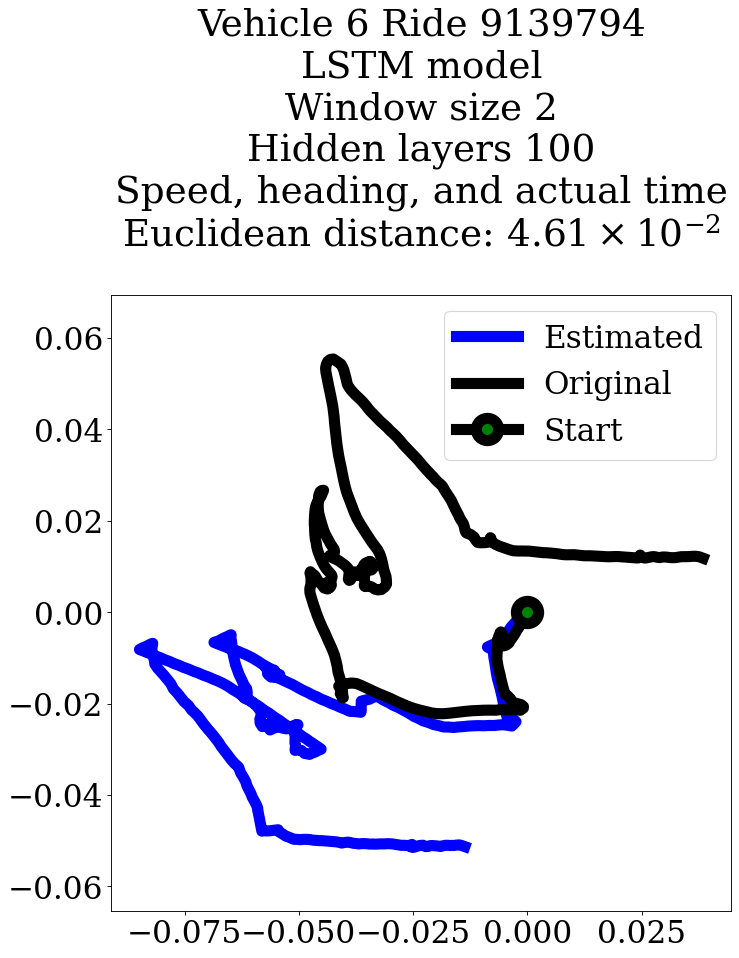 Vehicle 6 Ride 9139794
LSTM model
Window size 2
Hidden layers 100
Speed, heading, and actual time
Euclidean distance: 4.61 × 10⁻²
Estimated
Original
Start
0.06
0.04
0.02
0.00
−0.02
−0.04
−0.06
−0.075 −0.050 −0.025 0.000 0.025